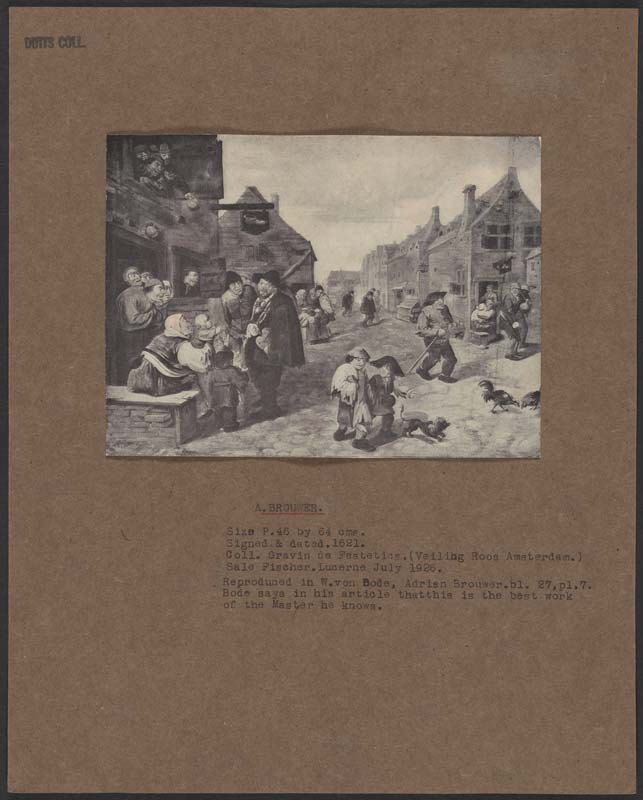 DUITS COLL.
A.BROUWER.
Size P.46 by 64 cms.
Signed & dated.1621.
Coll. Gravin de Festetics.(Veiling Roos Amsterdam.)
Sale Fischer.Lucerne July 1926.
Reproduced in W.von Bode, Adrien Brouwer.bl. 27,pl.7.
Bode says in his article thatthis is the best work
of the Master he knows.